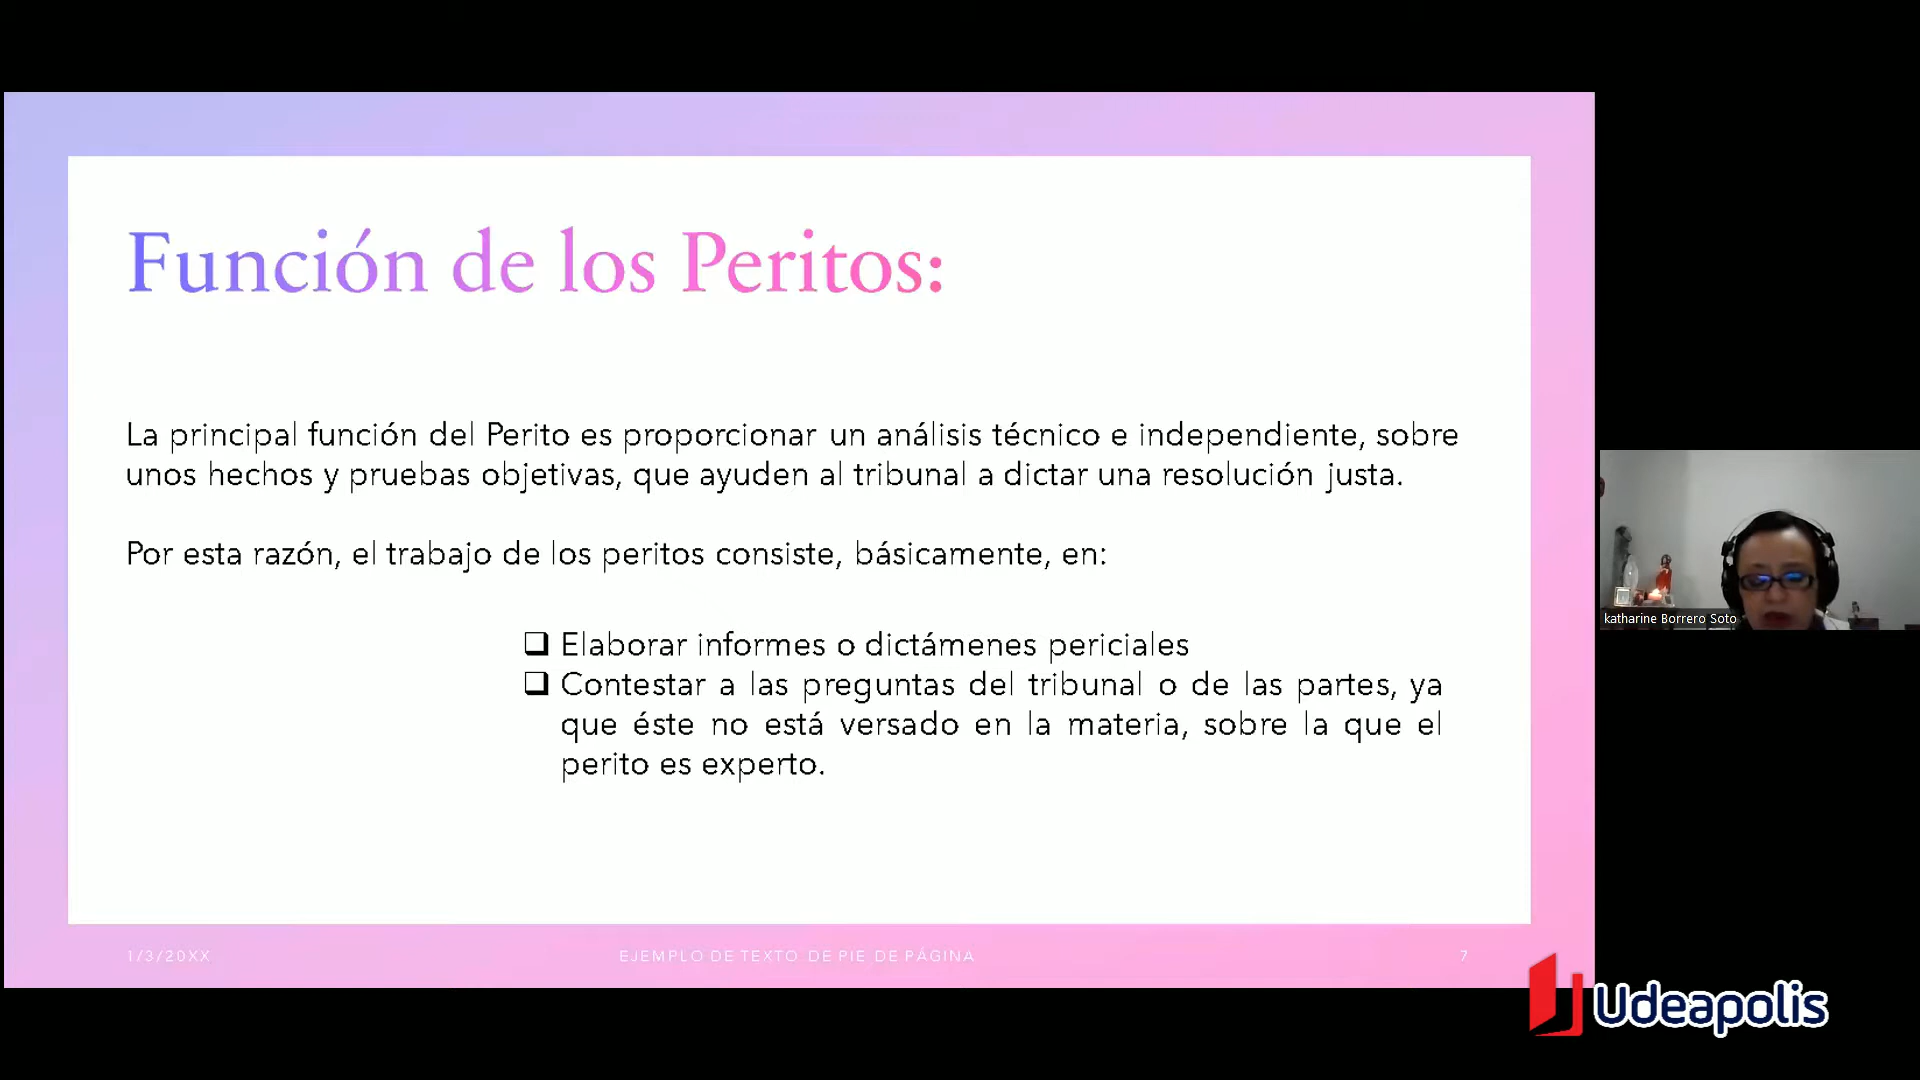 Función de los Peritos:
La principal función del Perito es proporcionar un análisis técnico e independiente, sobre
unos hechos y pruebas objetivas, que ayuden al tribunal a dictar una resolución justa.
Por esta razón, el trabajo de los peritos consiste, básicamente, en:
Elaborar informes o dictámenes periciales
Contestar a las preguntas del tribunal o de las partes, ya
que éste no está versado en la materia, sobre la que el
perito es experto.
katharine Borrero Soto
1/3/20XX
EJEMPLO DE TEXTO DE PIE DE PÁGINA
7
Udeapolis